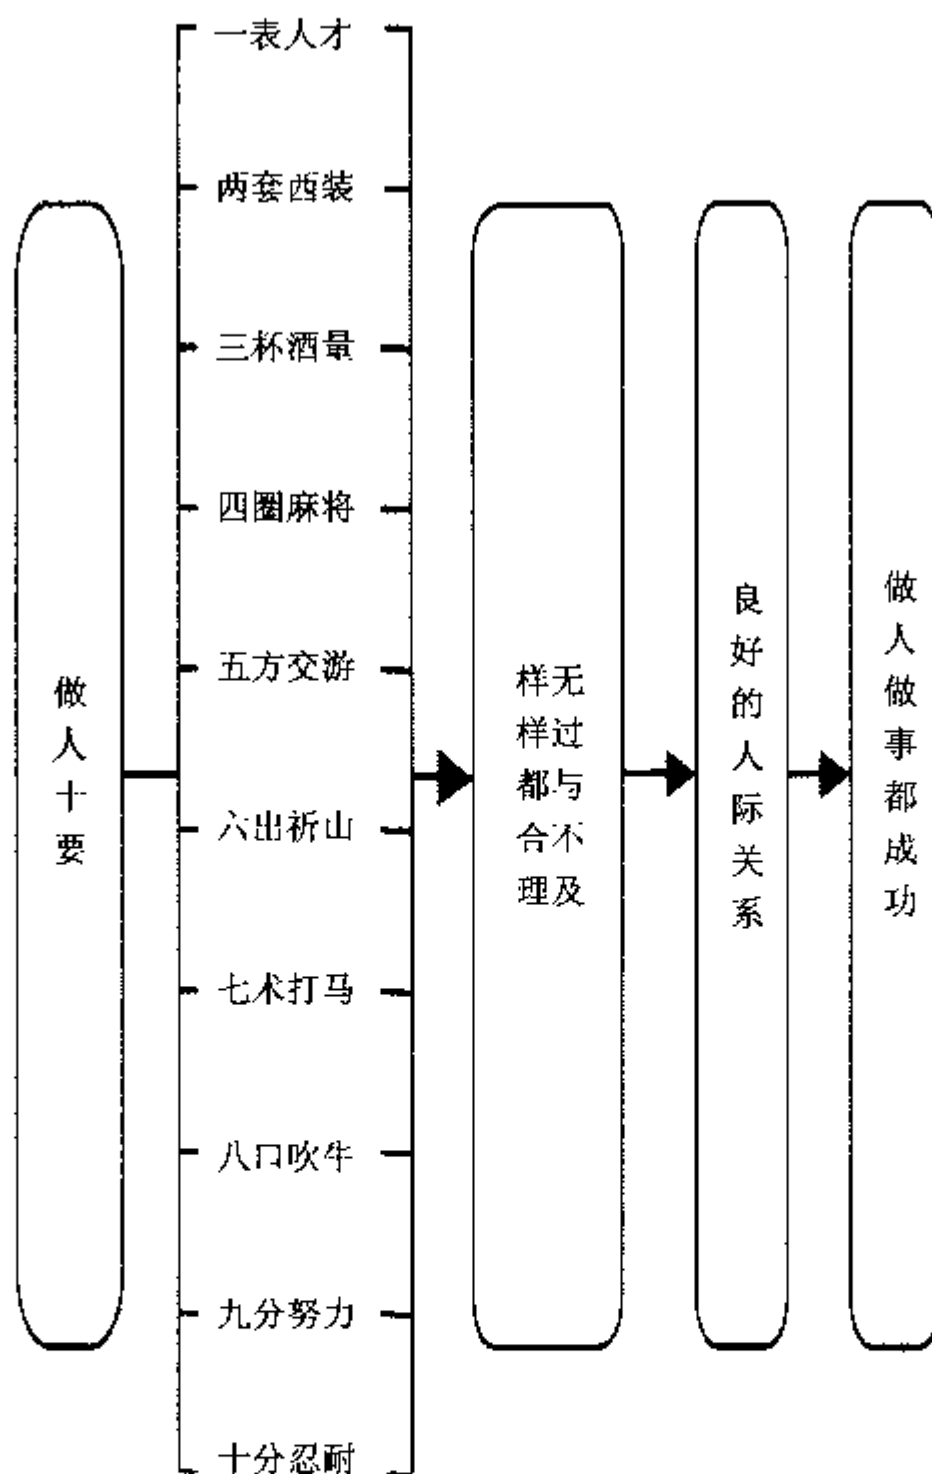 做人十要
一表人才
两套西装
三杯酒量
四圈麻将
五方交游
六出祈山
七术打马
八口吹牛
九分努力
十分忍耐
无过与不及
样样都合理
良好的人际关系
做人做事都成功